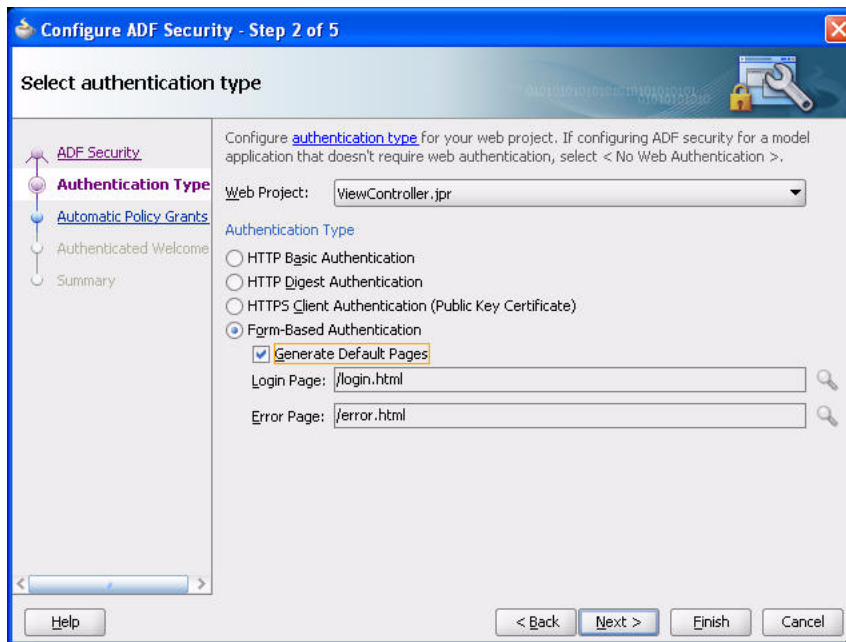 Configure ADF Security - Step 2 of 5
Select authentication type
ADF Security
Authentication Type
Automatic Policy Grants
Authenticated Welcome
Summary
Configure authentication type for your web project. If configuring ADF security for a model
application that doesn't require web authentication, select < No Web Authentication >.
Web Project: ViewController.jpr
Authentication Type
HTTP Basic Authentication
HTTP Digest Authentication
HTTPS Client Authentication (Public Key Certificate)
Form-Based Authentication
Generate Default Pages
Login Page: /login.html
Error Page: /error.html
Help < Back Next > Finish Cancel